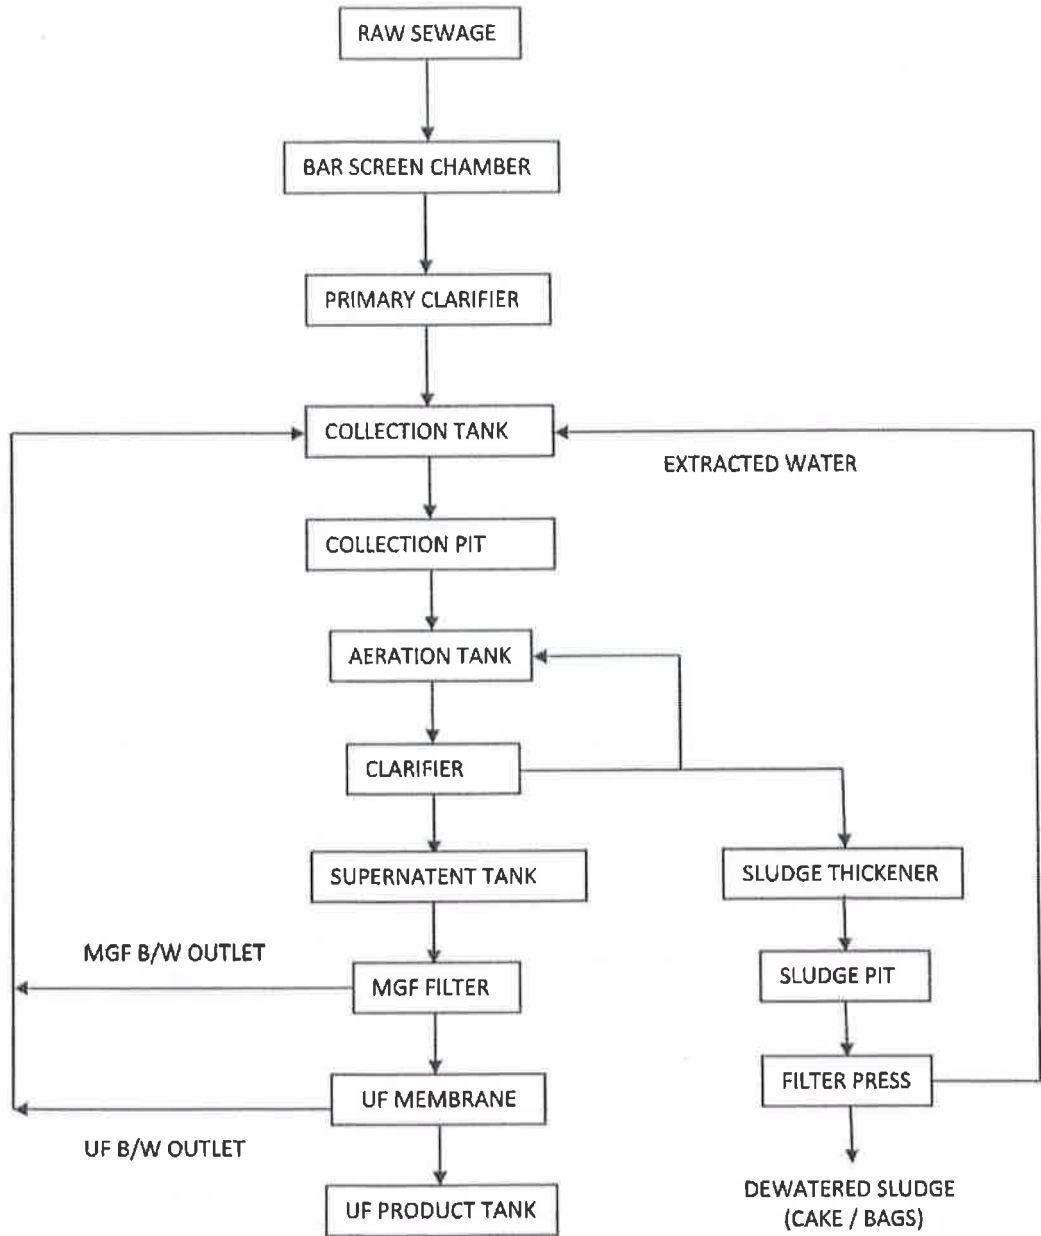 RAW SEWAGE
BAR SCREEN CHAMBER
PRIMARY CLARIFIER
COLLECTION TANK
EXTRACTED WATER
COLLECTION PIT
AERATION TANK
CLARIFIER
SUPERNATENT TANK
SLUDGE THICKENER
MGF B/W OUTLET
MGF FILTER
SLUDGE PIT
UF MEMBRANE
FILTER PRESS
UF B/W OUTLET
UF PRODUCT TANK
DEWATERED SLUDGE
(CAKE / BAGS)